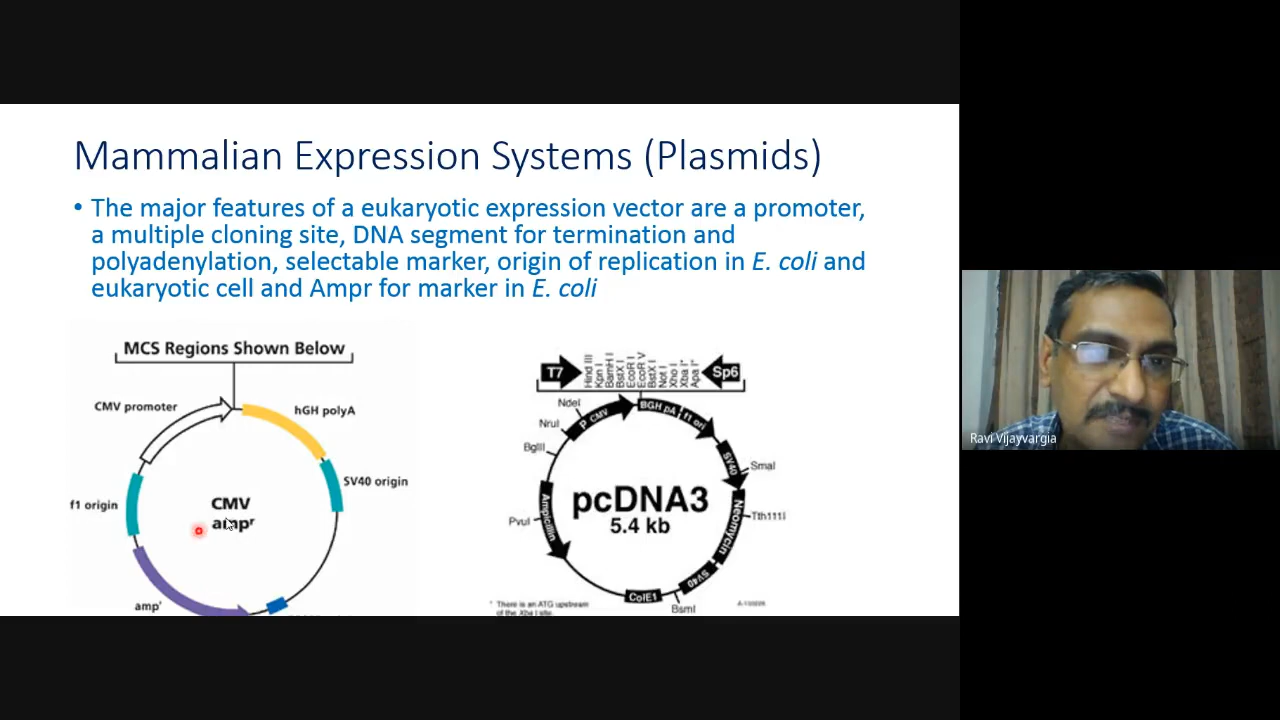 Mammalian Expression Systems (Plasmids)
• The major features of a eukaryotic expression vector are a promoter,
a multiple cloning site, DNA segment for termination and
polyadenylation, selectable marker, origin of replication in E. coli and
eukaryotic cell and Ampr for marker in E. coli
MCS Regions Shown Below
CMV promoter
hGH polyA
SV40 origin
f1 origin
CMV
ampr
amp'
T7
Hind III
Kpn I
BamH I
BstX I
EcoR I
EcoR V
BstX I
Not I
Xho I
Xba I*
Apa I*
Sp6
NdeI
NruI
BglII
P CMV
BGH pA
f1 ori
SV40
SmaI
Neomycin
Tth111I
pcDNA3
5.4 kb
PvuI
Ampicillin
SV40
ColE1
BsmI
* There is an ATG upstream
of the Xba I site.
Ravi Vijayvargia